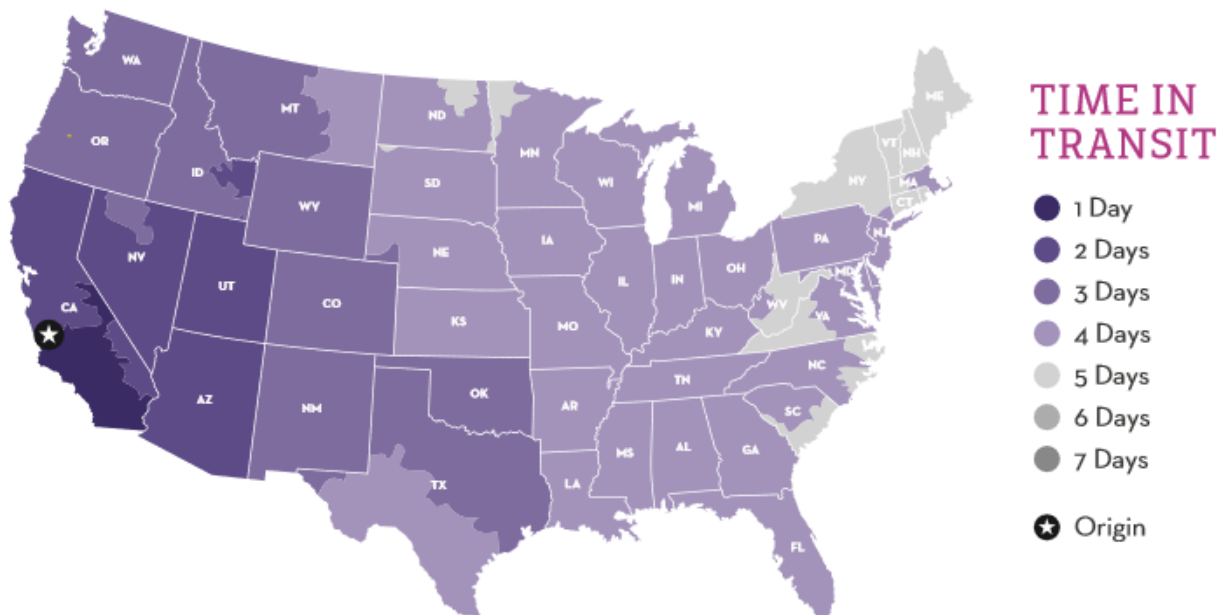 WA
MT
ND
ME
OR
MN
VT
NH
ID
SD
WI
NY
MA
WY
MI
CT
NE
IA
PA
NJ
NV
OH
UT
IL
IN
MD
CO
WV
CA
KS
MO
VA
KY
NC
TN
OK
AZ
NM
AR
SC
MS
AL
GA
TX
LA
FL
TIME IN
TRANSIT
1 Day
2 Days
3 Days
4 Days
5 Days
6 Days
7 Days
Origin